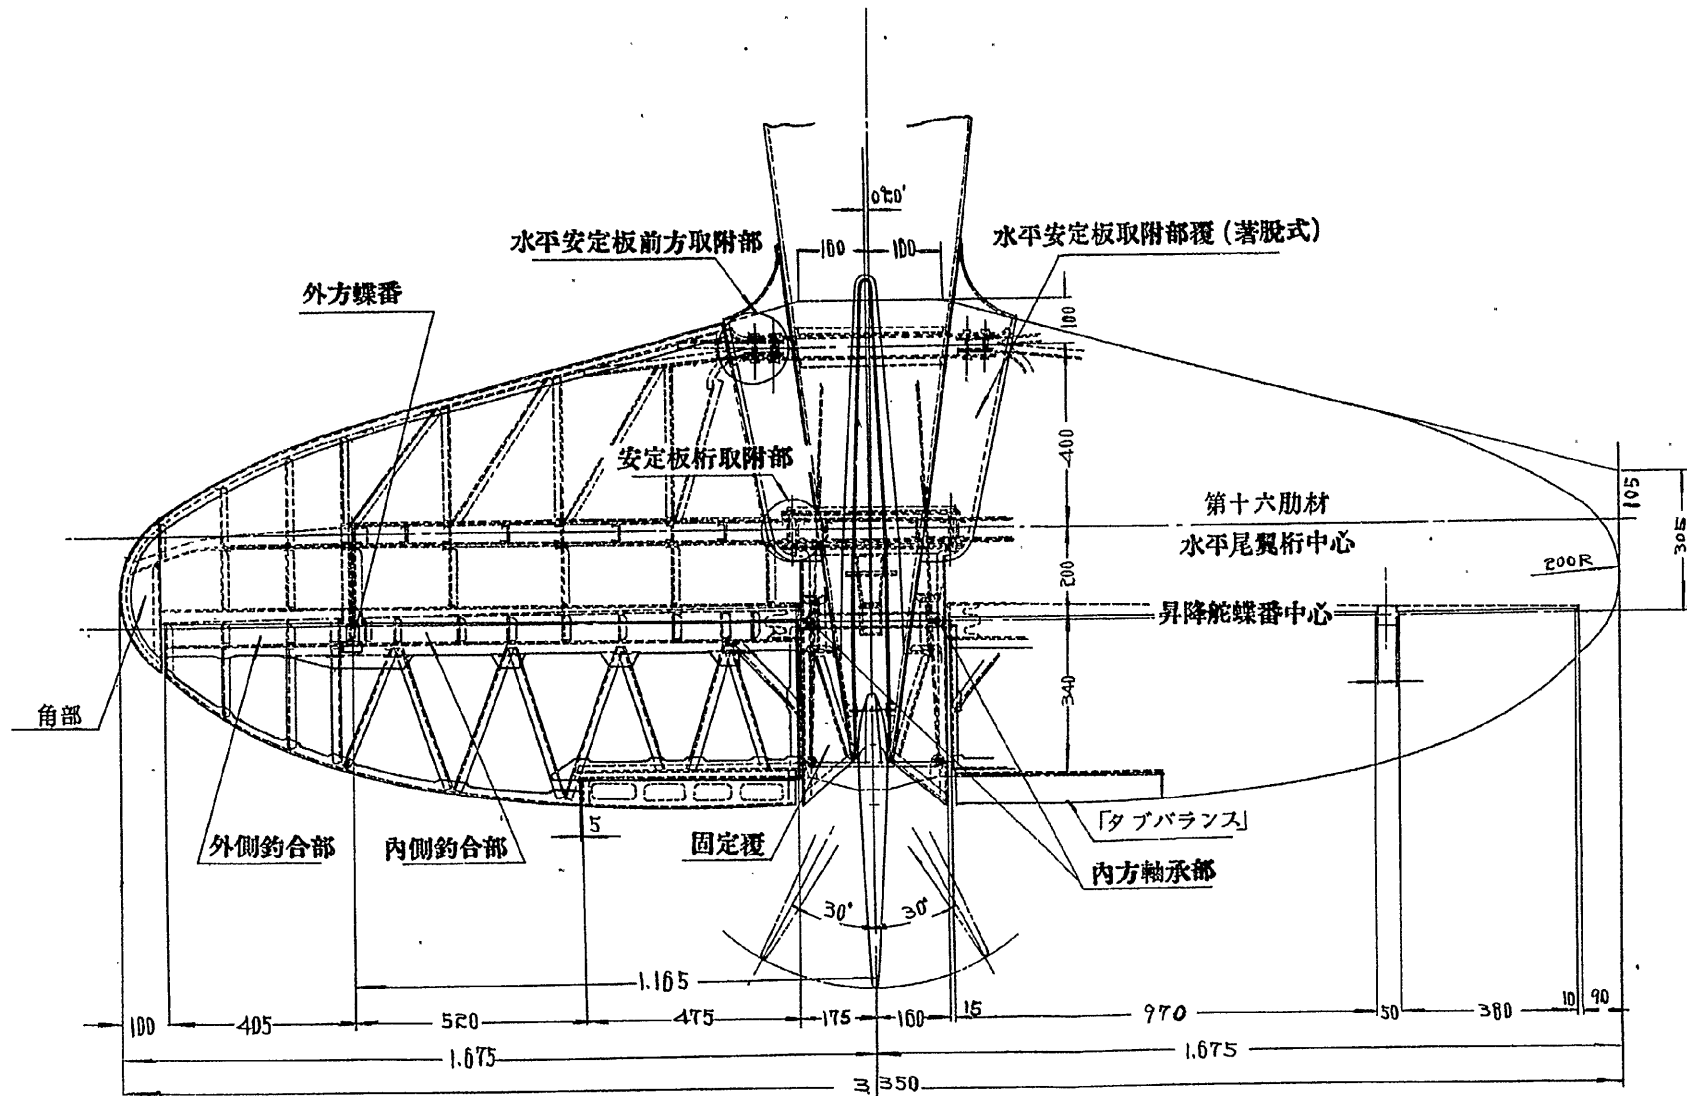 0°20'
水平安定板前方取附部
水平安定板取附部覆(著脱式)
100
100
外方蝶番
100
安定板桁取附部
400
第十六肋材
105
水平尾翼桁中心
305
200R
200
昇降舵蝶番中心
340
角部
「タブバランス」
5
外側釣合部
內側釣合部
固定覆
內方軸承部
30°
30°
1.165
100
405
520
475
175
160
15
970
50
380
10
90
1.675
1.675
3.350